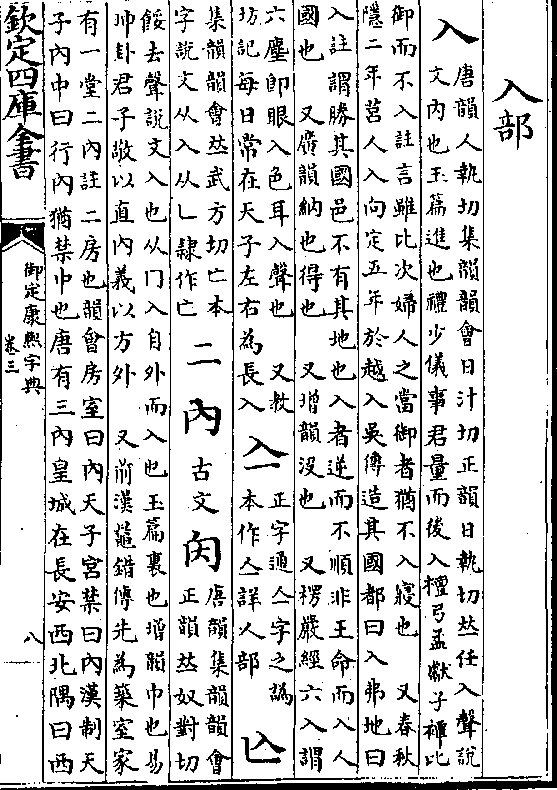 入部
入
唐韻人執切集韻韻會日汁切正韻日執切𠀤任入聲說
文內也玉篇進也禮少儀事君量而後入檀弓孟獻子禫比
御而不入註言雖比次婦人之當御者猶不入寢也 又春秋
隱二年莒人入向定五年於越入吳傳造其國都曰入弗地曰
入註謂勝其國邑不有其地也入者逆而不順非王命而入人
國也 又廣韻納也得也 又增韻沒也 又楞嚴經六入謂
六塵卽眼入色耳入聲也 又敎
坊記每日常在天子左右為長入
正字通亼字之譌
本作亼詳人部
亾
集韻韻會𠀤武方切亡本
字說文从入从乚隸作亡
二
內 古文 㕯
唐韻集韻韻會
正韻𠀤奴對切
餒去聲說文入也从冂入自外而入也玉篇裏也增韻中也易
坤卦君子敬以直內義以方外 又前漢鼂錯傳先為築室家
有一堂二內註二房也韻會房室曰內天子宮禁曰內漢制天
子內中曰行內猶禁中也唐有三內皇城在長安西北隅曰西
欽定四庫全書
御定康熙字典
卷三
八